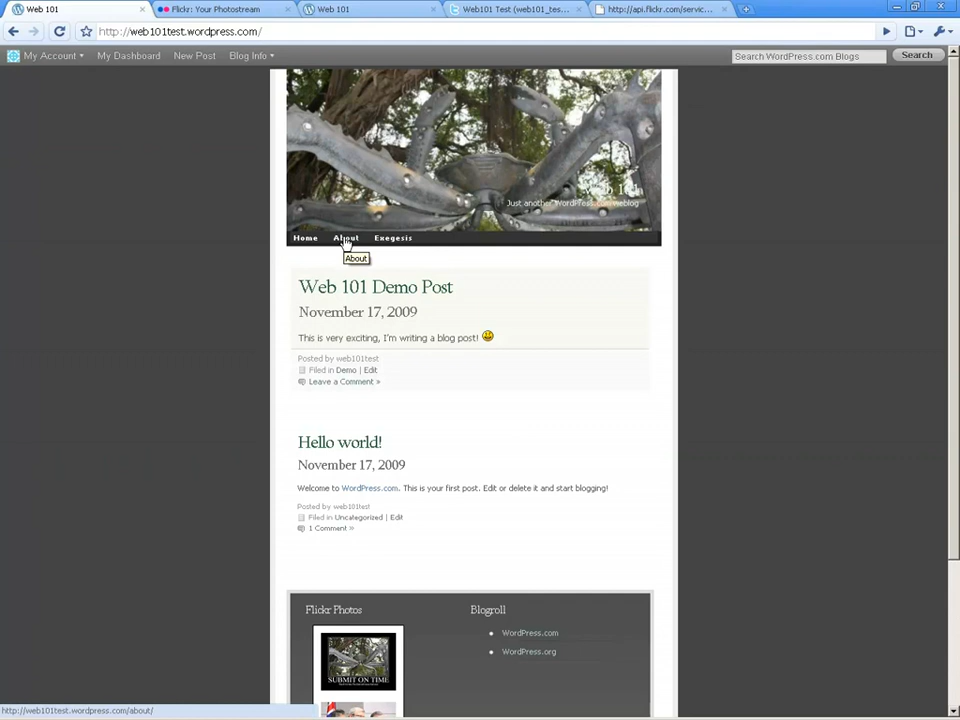 Web 101
Flickr: Your Photostream
Web 101
Web101 Test (web101_tes...
http://api.flickr.com/servic...
http://web101test.wordpress.com/
My Account
My Dashboard
New Post
Blog Info
Search WordPress.com Blogs
Search
Just another WordPress.com weblog
Home
About
Exegesis
About
Web 101 Demo Post
November 17, 2009
This is very exciting, I'm writing a blog post!
Posted by web101test
Filed in Demo | Edit
Leave a Comment »
Hello world!
November 17, 2009
Welcome to WordPress.com. This is your first post. Edit or delete it and start blogging!
Posted by web101test
Filed in Uncategorized | Edit
1 Comment »
Flickr Photos
Blogroll
WordPress.com
WordPress.org
SUBMIT ON TIME
http://web101test.wordpress.com/about/